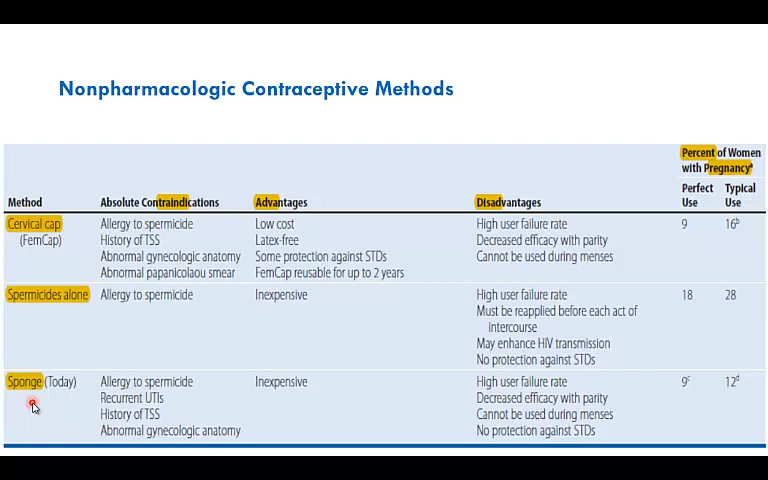 Nonpharmacologic Contraceptive Methods
Percent of Women
with Pregnancyᵃ
Method Absolute Contraindications Advantages Disadvantages Perfect Use Typical Use
Cervical cap Allergy to spermicide Low cost High user failure rate 9 16ᵇ
(FemCap) History of TSS Latex-free Decreased efficacy with parity
Abnormal gynecologic anatomy Some protection against STDs Cannot be used during menses
Abnormal papanicolaou smear FemCap reusable for up to 2 years
Spermicides alone Allergy to spermicide Inexpensive High user failure rate 18 28
Must be reapplied before each act of
intercourse
May enhance HIV transmission
No protection against STDs
Sponge (Today) Allergy to spermicide Inexpensive High user failure rate 9ᶜ 12ᵈ
Recurrent UTIs Decreased efficacy with parity
History of TSS Cannot be used during menses
Abnormal gynecologic anatomy No protection against STDs